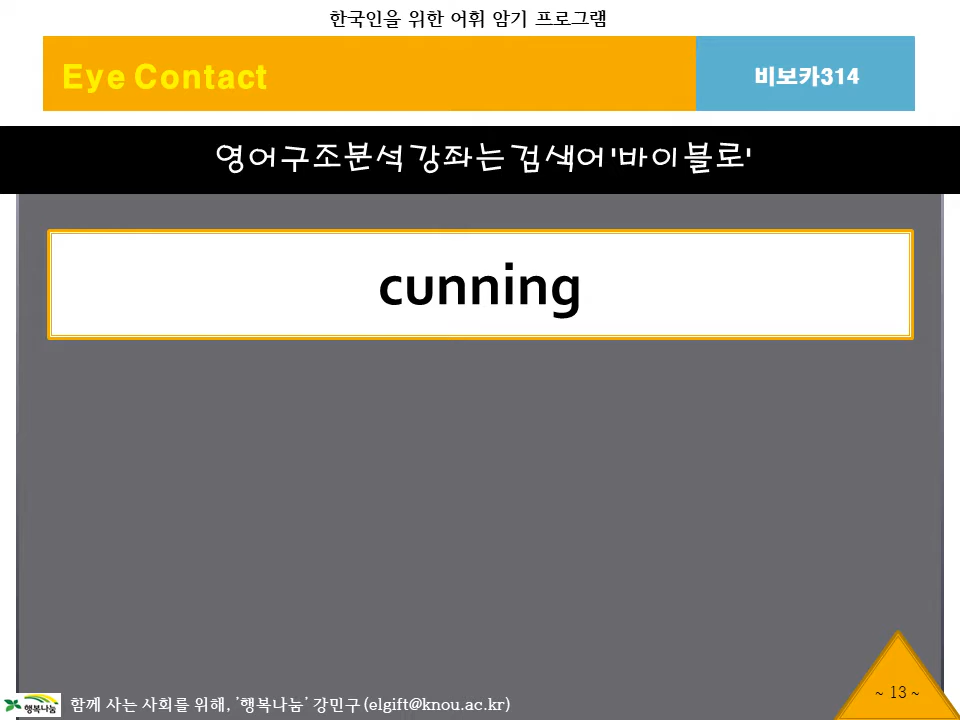 한국인을 위한 어휘 암기 프로그램
Eye Contact
비보카314
영어구조분석 강좌는 검색어 '바이블로'
cunning
~ 13 ~
행복나눔
함께 사는 사회를 위해, '행복나눔' 강민구 (elgift@knou.ac.kr)